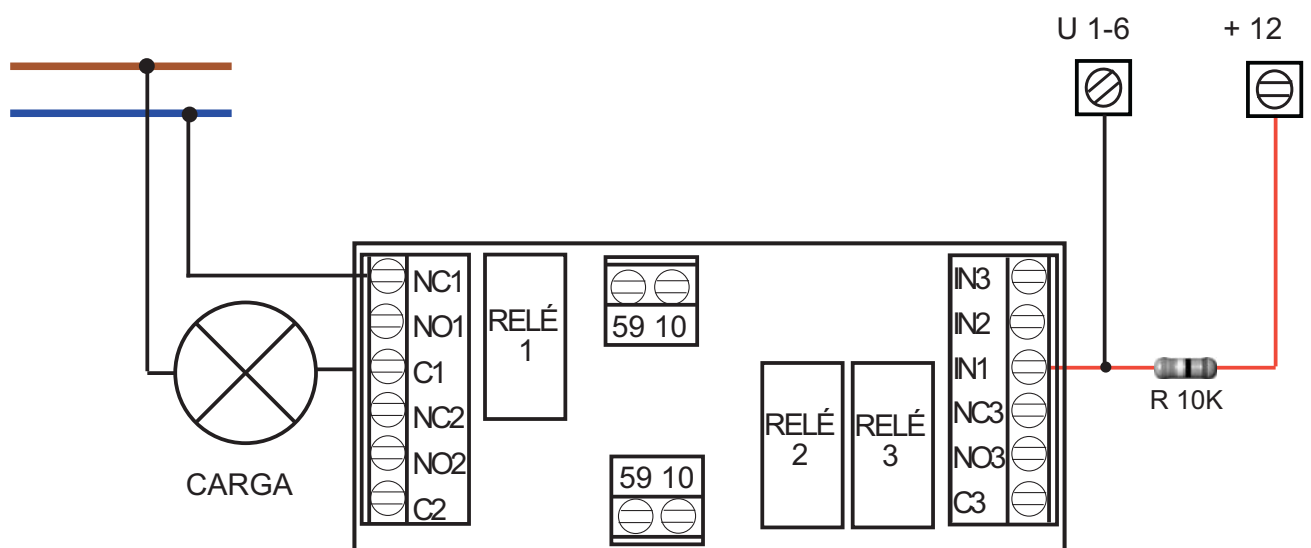 U 1-6
+ 12
NC1
NO1
C1
NC2
NO2
C2
RELÉ
1
59 10
59 10
RELÉ
2
RELÉ
3
IN3
IN2
IN1
NC3
NO3
C3
R 10K
CARGA